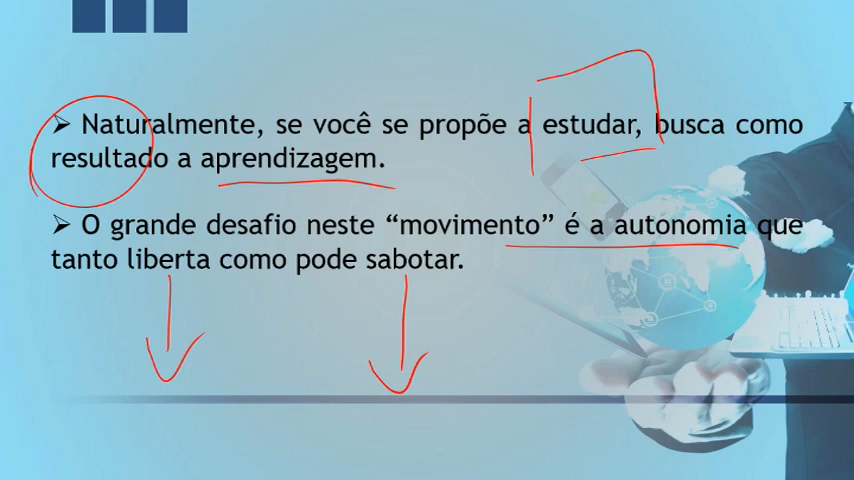 ➢ Naturalmente, se você se propõe a estudar, busca como
resultado a aprendizagem.
➢ O grande desafio neste “movimento” é a autonomia que
tanto liberta como pode sabotar.